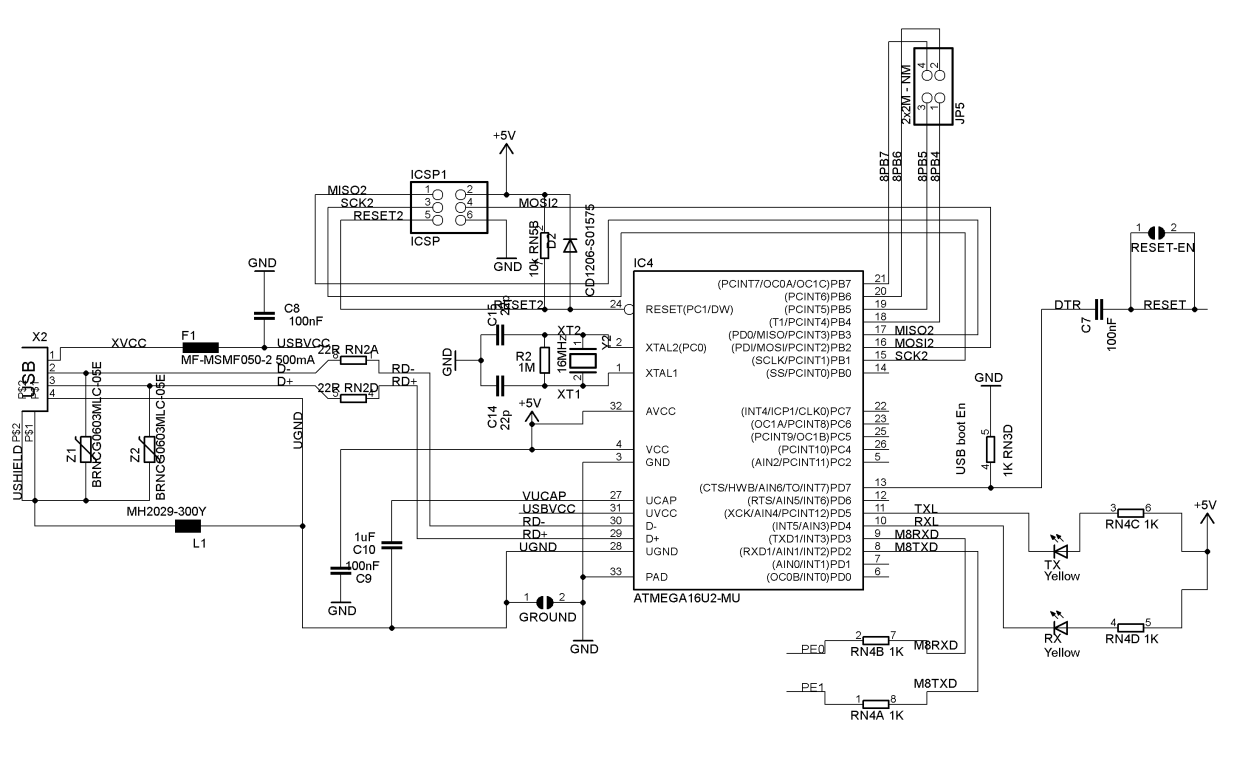 4
2
3
1
2x2M - NM
JP5
8PB7
8PB6
8PB5
8PB4
+5V
ICSP1
MISO2
1
2
SCK2
3
4
MOSI2
RESET2
5
6
ICSP
GND
10k RN5B
D2
CD1206-S01575
1
2
RESET-EN
DTR
RESET
C7
100nF
GND
C8
100nF
IC4
RESET2
24
RESET(PC1/DW)
2
XTAL2(PC0)
1
XTAL1
32
AVCC
4
VCC
3
GND
27
UCAP
31
UVCC
30
D-
29
D+
28
UGND
33
PAD
(PCINT7/OC0A/OC1C)PB7
21
(PCINT6)PB6
20
(PCINT5)PB5
19
(T1/PCINT4)PB4
18
(PD0/MISO/PCINT3)PB3
17
MISO2
(PDI/MOSI/PCINT2)PB2
16
MOSI2
(SCLK/PCINT1)PB1
15
SCK2
(SS/PCINT0)PB0
14
(INT4/ICP1/CLK0)PC7
22
(OC1A/PCINT8)PC6
23
(PCINT9/OC1B)PC5
25
(PCINT10)PC4
26
(AIN2/PCINT11)PC2
5
(CTS/HWB/AIN6/TO/INT7)PD7
13
(RTS/AIN5/INT6)PD6
12
(XCK/AIN4/PCINT12)PD5
11
TXL
(INT5/AIN3)PD4
10
RXL
(TXD1/INT3)PD3
9
M8RXD
(RXD1/AIN1/INT2)PD2
8
M8TXD
(AIN0/INT1)PD1
7
(OC0B/INT0)PD0
6
ATMEGA16U2-MU
C15
22p
GND
C14
22p
R2
1M
XT2
16MHz
Y2
1
2
XT1
X2
USB
1
2
3
4
P$2
P$1
XVCC
F1
MF-MSMF050-2 500mA
USBVCC
D-
D+
22R RN2A
22R RN2D
RD-
RD+
USHIELD
P$2
P$1
Z1
BRNCG0603MLC-05E
Z2
BRNCG0603MLC-05E
UGND
MH2029-300Y
L1
+5V
VUCAP
USBVCC
RD-
RD+
UGND
1uF
C10
100nF
C9
GND
1
2
GROUND
GND
GND
USB boot En
5
4
1K RN3D
+5V
3
6
RN4C 1K
TX
Yellow
4
5
RN4D 1K
RX
Yellow
PE0
2
7
RN4B 1K
M8RXD
PE1
1
8
RN4A 1K
M8TXD